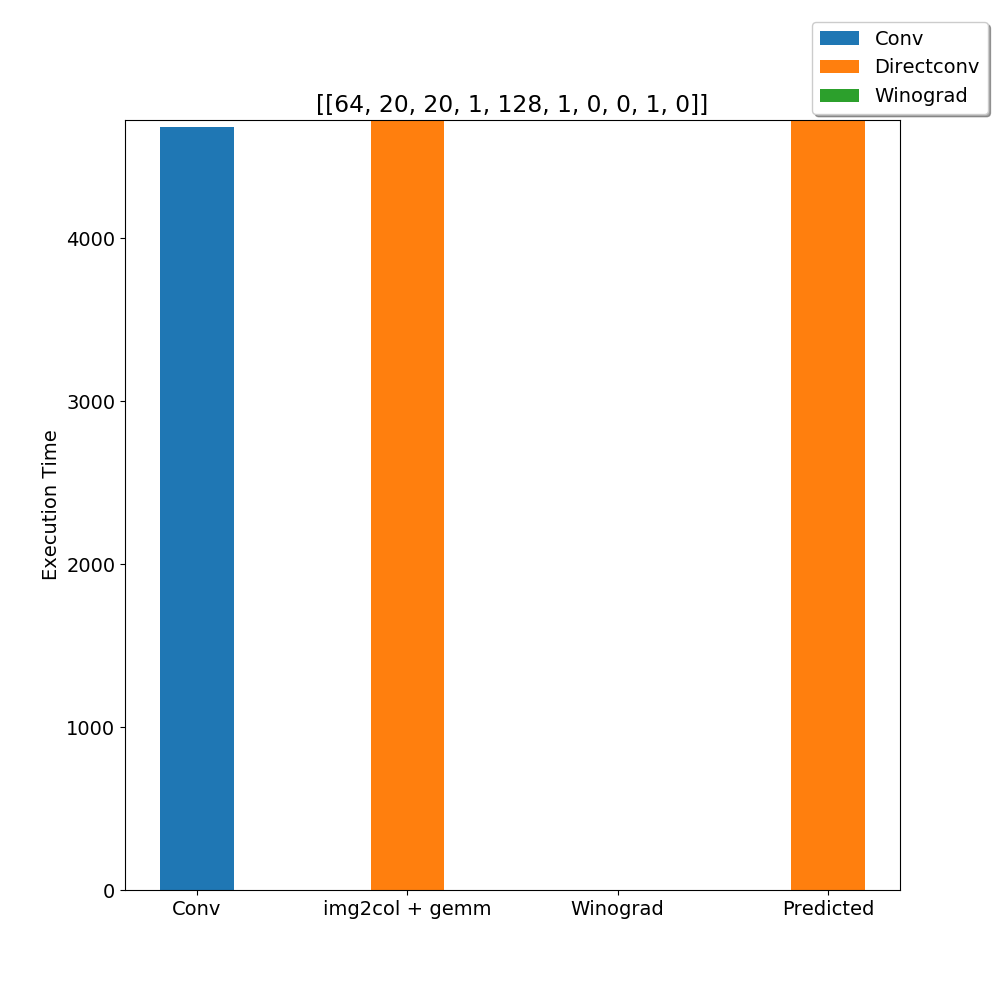 Conv
Directconv
Winograd
[[64, 20, 20, 1, 128, 1, 0, 0, 1, 0]]
4000
3000
2000
1000
0
Execution Time
Conv
img2col + gemm
Winograd
Predicted